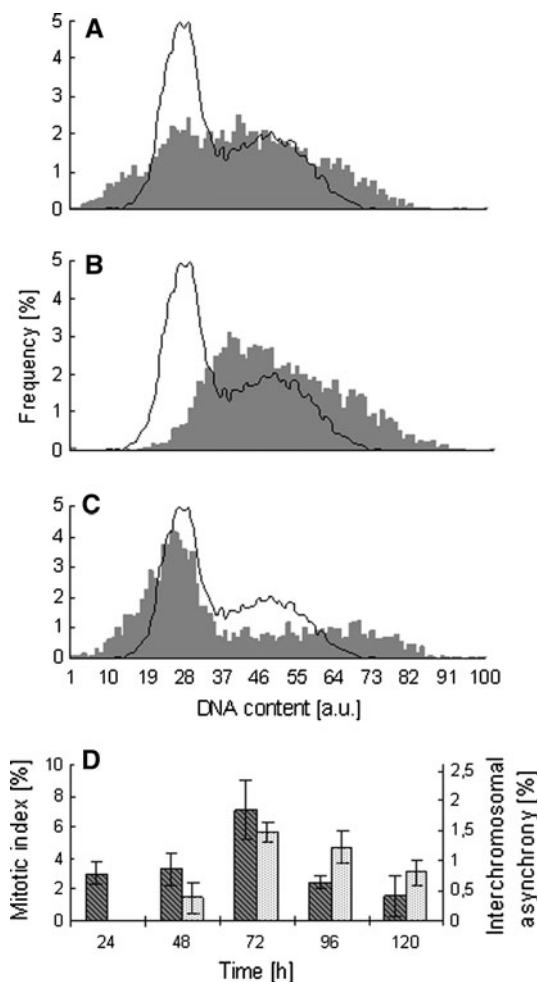 A
5
4
3
2
1
0
B
5
4
3
2
1
0
Frequency [%]
C
5
4
3
2
1
0
1 10 19 28 37 46 55 64 73 82 91 100
DNA content [a.u.]
D
Mitotic index [%]
10
8
6
4
2
0
2,5
2
1,5
1
0,5
0
Interchromosomal
asynchrony [%]
24 48 72 96 120
Time [h]